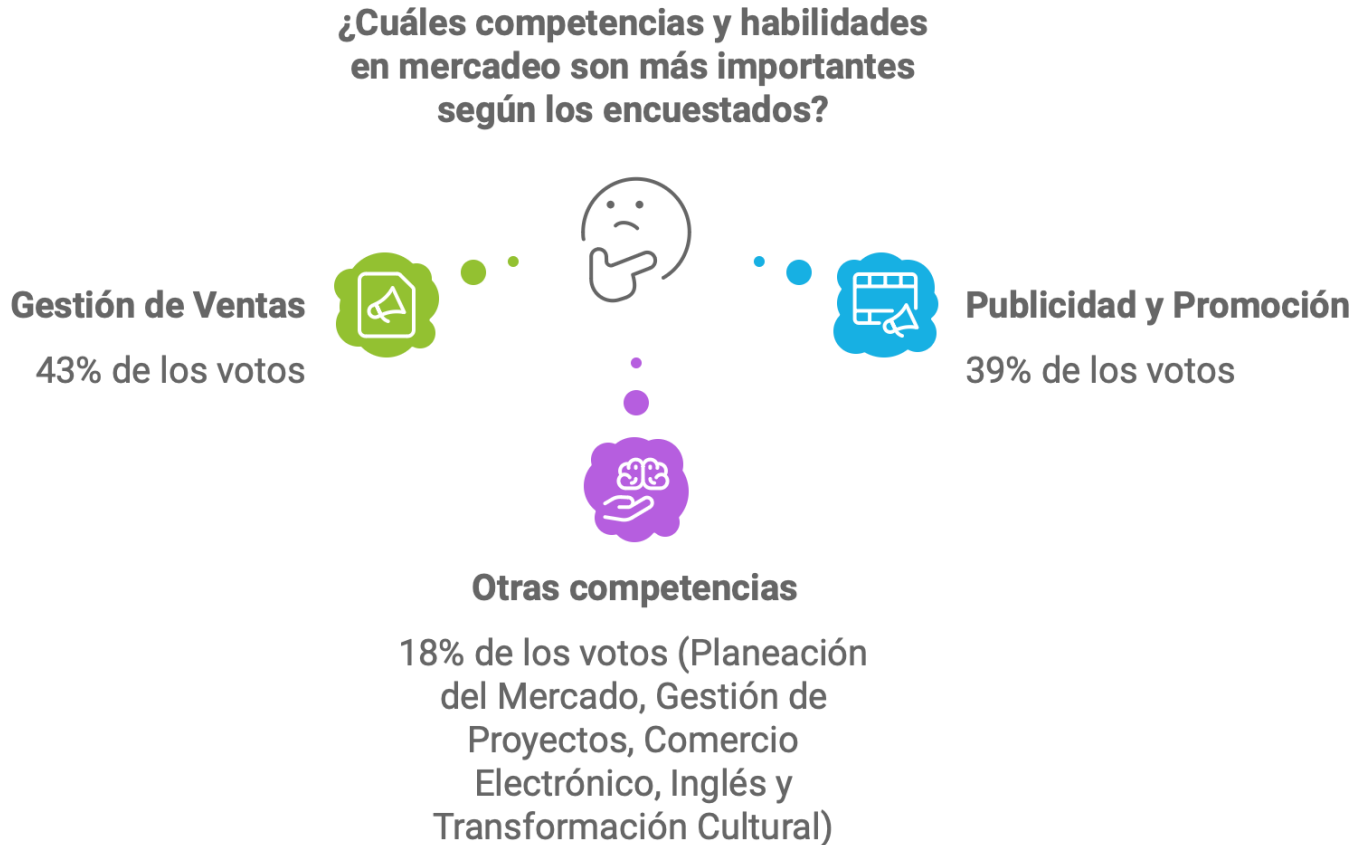 ¿Cuáles competencias y habilidades
en mercadeo son más importantes
según los encuestados?
Gestión de Ventas
43% de los votos
Publicidad y Promoción
39% de los votos
Otras competencias
18% de los votos (Planeación
del Mercado, Gestión de
Proyectos, Comercio
Electrónico, Inglés y
Transformación Cultural)